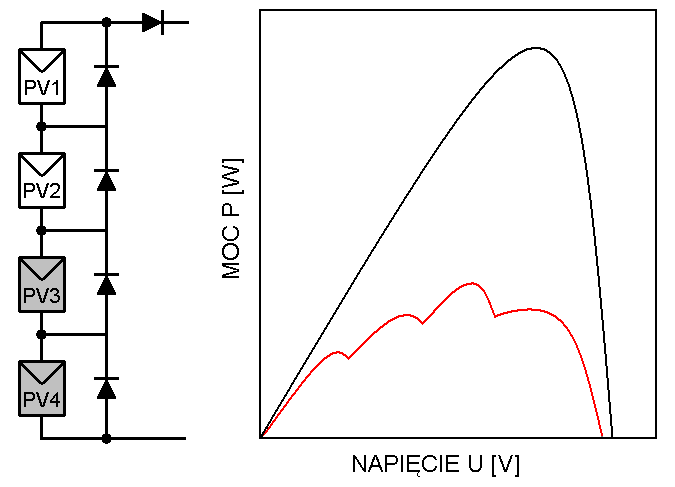 PV1
PV2
PV3
PV4
MOC P [W]
NAPIĘCIE U [V]